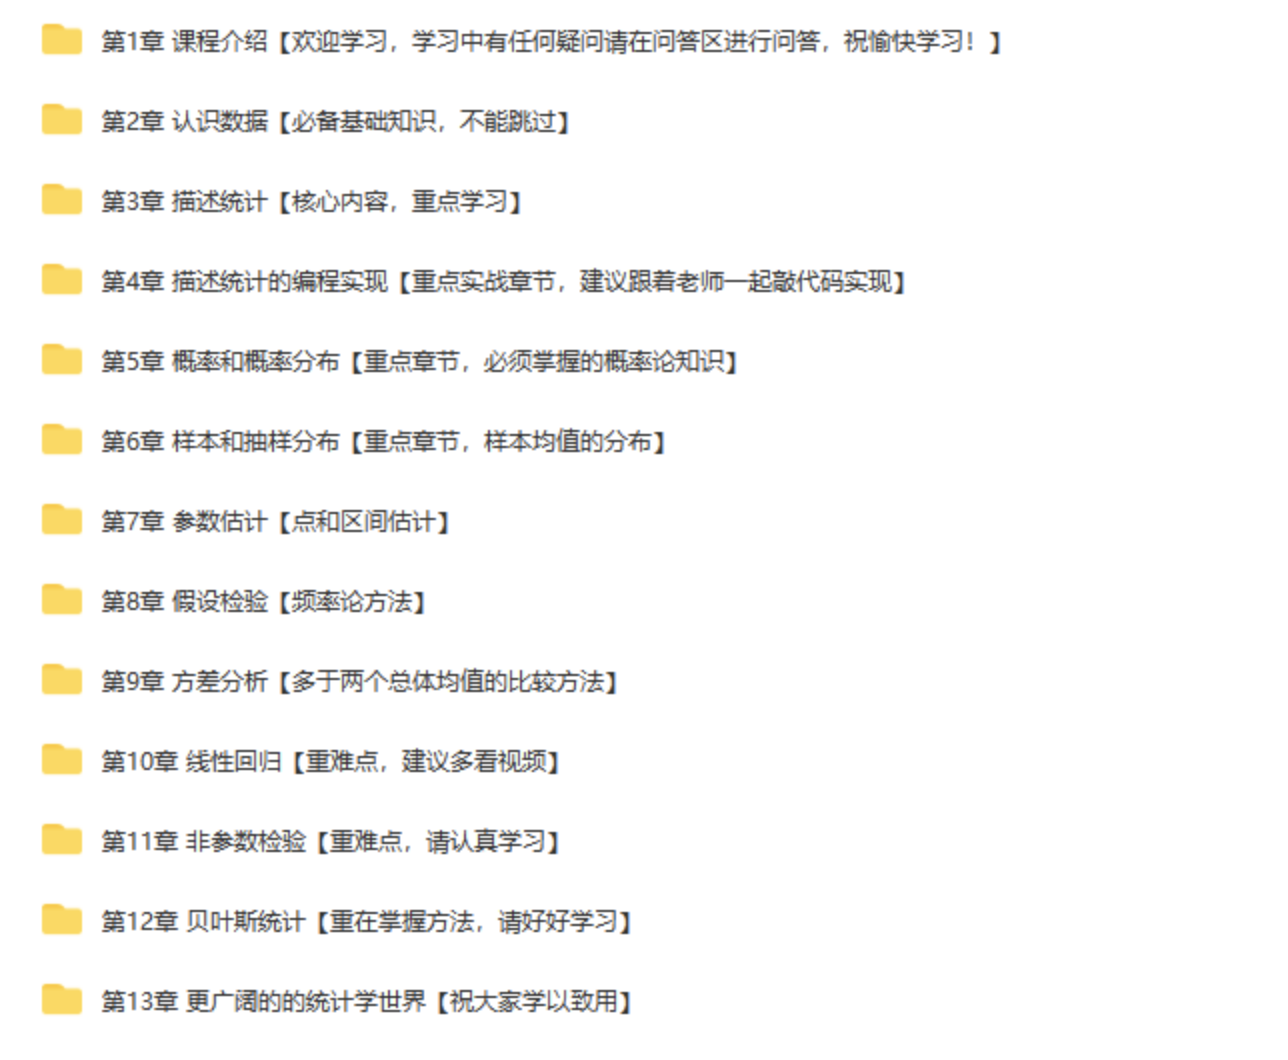 第1章 课程介绍【欢迎学习，学习中有任何疑问请在问答区进行问答，祝愉快学习！】
第2章 认识数据【必备基础知识，不能跳过】
第3章 描述统计【核心内容，重点学习】
第4章 描述统计的编程实现【重点实战章节，建议跟着老师一起敲代码实现】
第5章 概率和概率分布【重点章节，必须掌握的概率论知识】
第6章 样本和抽样分布【重点章节，样本均值的分布】
第7章 参数估计【点和区间估计】
第8章 假设检验【频率论方法】
第9章 方差分析【多于两个总体均值的比较方法】
第10章 线性回归【重难点，建议多看视频】
第11章 非参数检验【重难点，请认真学习】
第12章 贝叶斯统计【重在掌握方法，请好好学习】
第13章 更广阔的的统计学世界【祝大家学以致用】